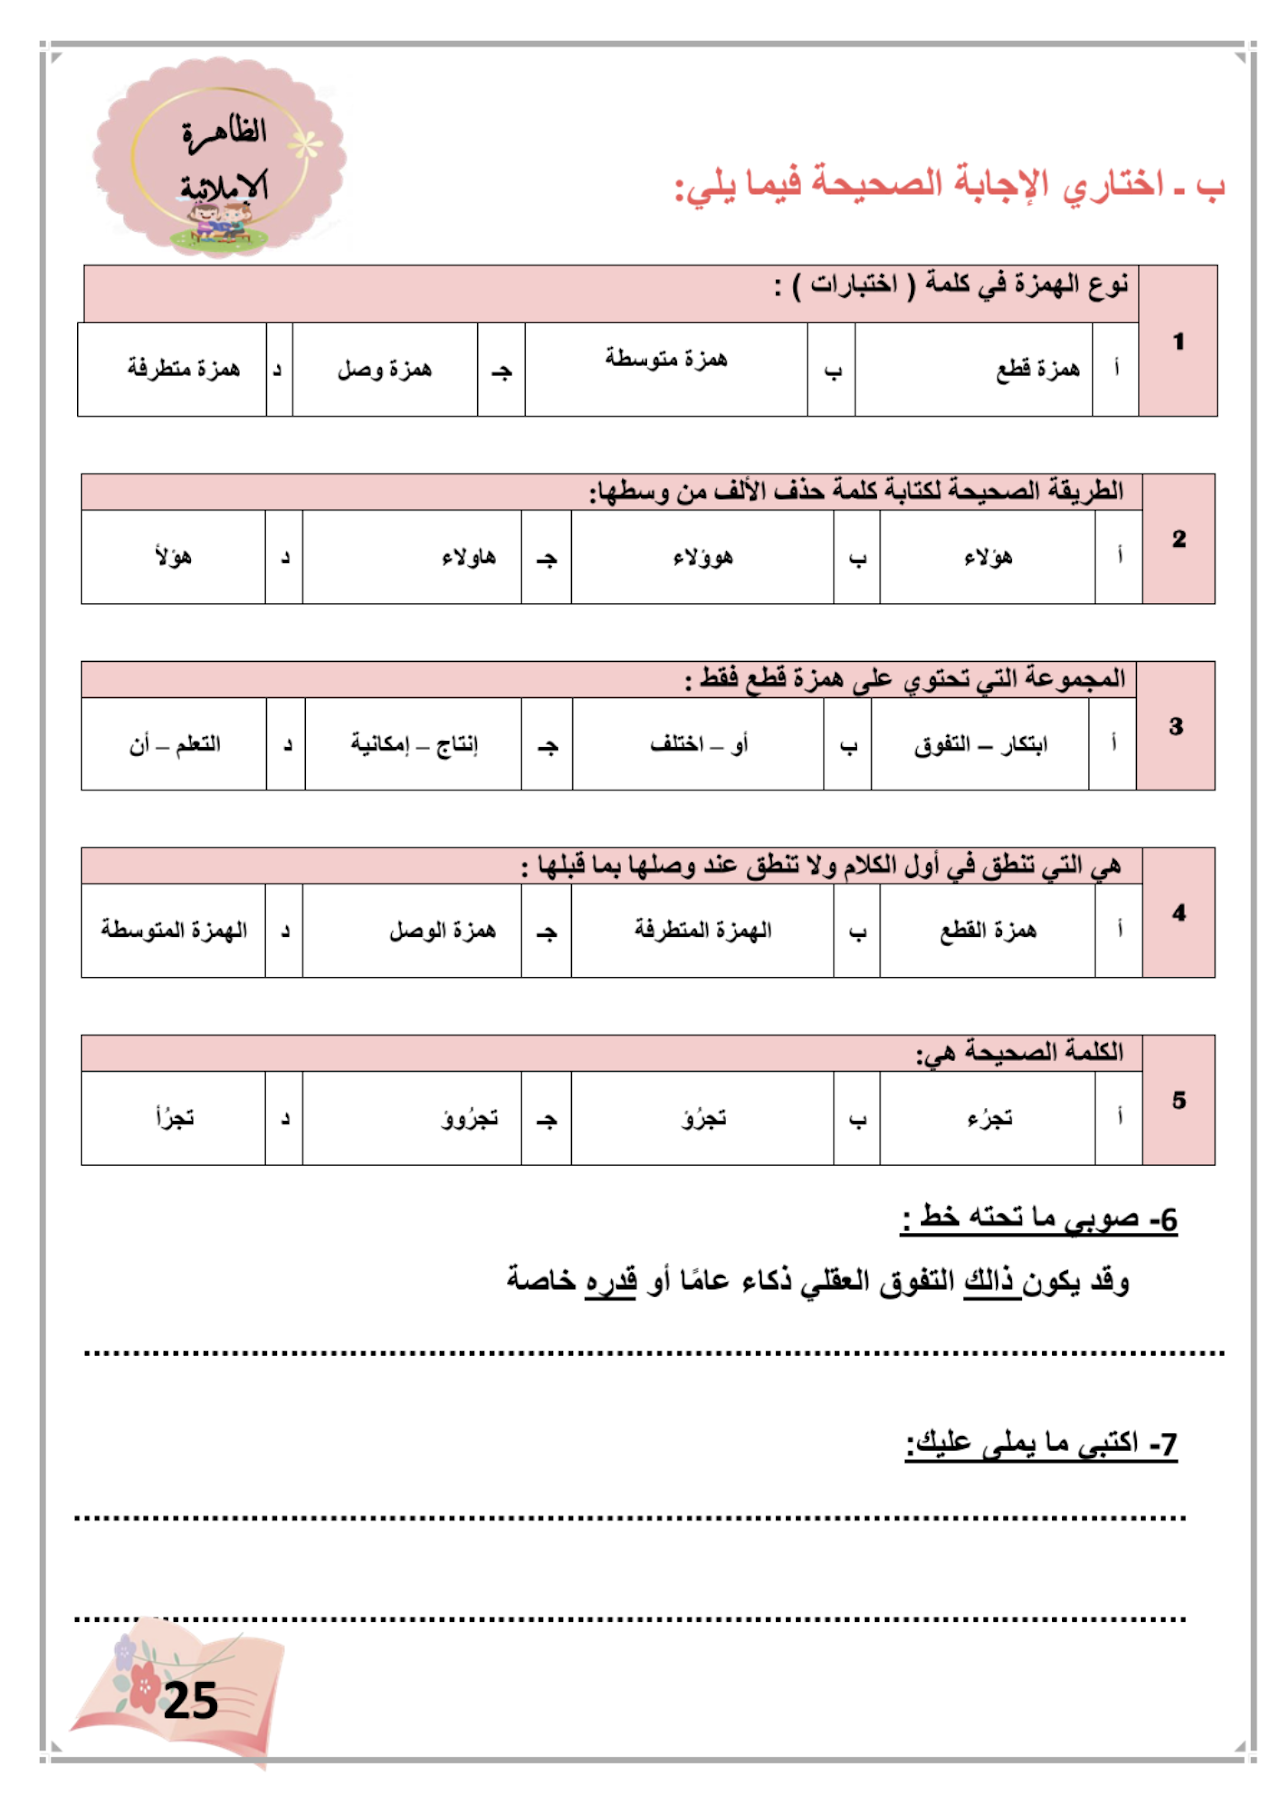 الظاهرة
الإملائية
ب ـ اختاري الإجابة الصحيحة فيما يلي:
1
نوع الهمزة في كلمة ( اختبارات ) :
أ همزة قطع ب همزة متوسطة جـ همزة وصل د همزة متطرفة
2
الطريقة الصحيحة لكتابة كلمة حذف الألف من وسطها:
أ هؤلاء ب هوؤلاء جـ هاولاء د هؤلأ
3
المجموعة التي تحتوي على همزة قطع فقط :
أ ابتكار – التفوق ب أو – اختلف جـ إنتاج – إمكانية د التعلم – أن
4
هي التي تنطق في أول الكلام ولا تنطق عند وصلها بما قبلها :
أ همزة القطع ب الهمزة المتطرفة جـ همزة الوصل د الهمزة المتوسطة
5
الكلمة الصحيحة هي:
أ تجرُء ب تجرُؤ جـ تجرُوؤ د تجرُأ
6- صوبي ما تحته خط :
وقد يكون ذالك التفوق العقلي ذكاء عامًا أو قدره خاصة
7- اكتبي ما يملى عليك:
25